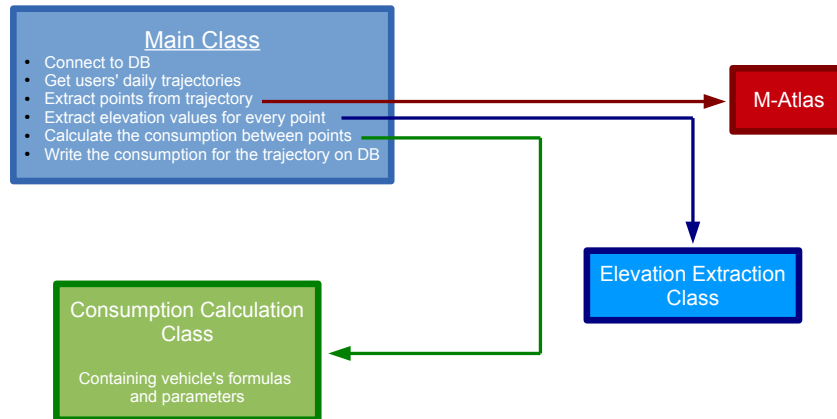 Main Class
• Connect to DB
• Get users' daily trajectories
• Extract points from trajectory
• Extract elevation values for every point
• Calculate the consumption between points
• Write the consumption for the trajectory on DB
M-Atlas
Elevation Extraction
Class
Consumption Calculation
Class
Containing vehicle's formulas
and parameters